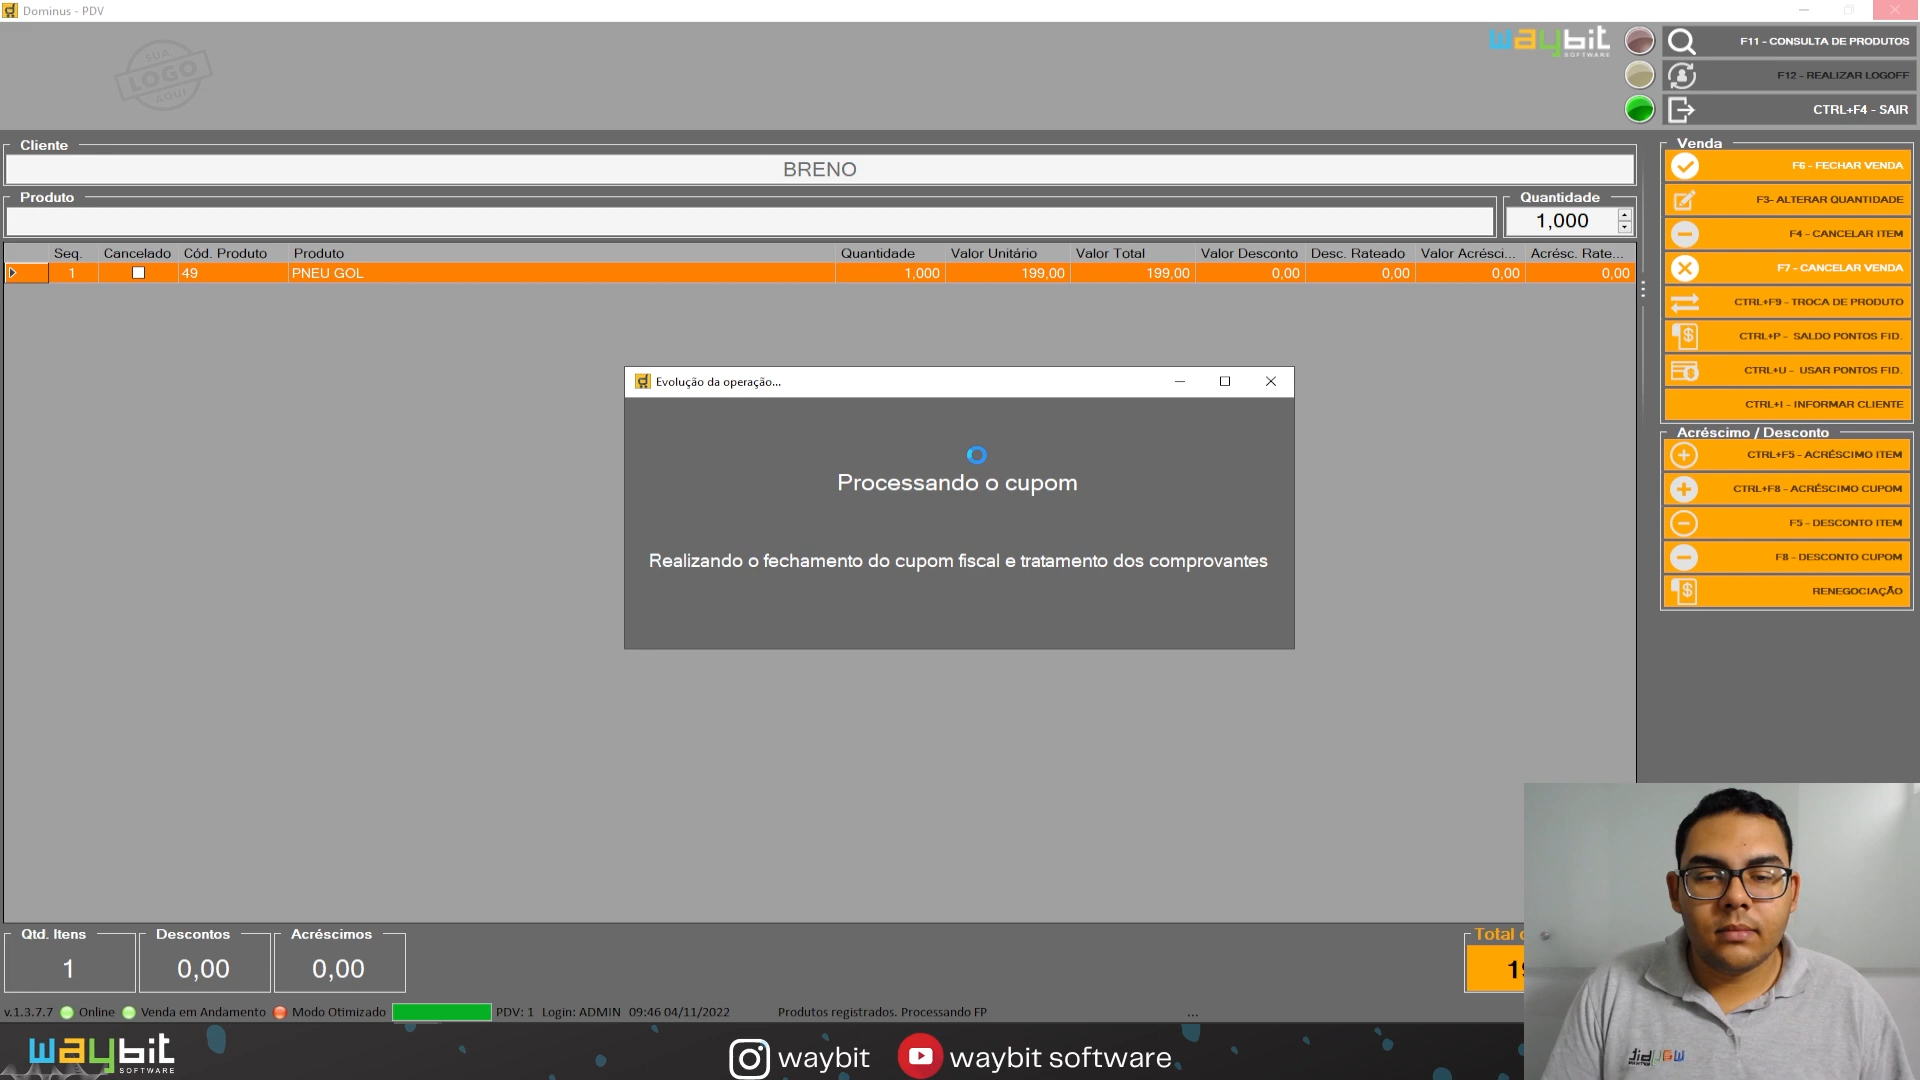 Dominus - PDV
SUA
LOGO
AQUI
waybit
SOFTWARE
F11 - CONSULTA DE PRODUTOS
F12 - REALIZAR LOGOFF
CTRL+F4 - SAIR
Cliente
BRENO
Produto
Quantidade
1,000
Seq. Cancelado Cód. Produto Produto Quantidade Valor Unitário Valor Total Valor Desconto Desc. Rateado Valor Acrésci... Acrésc. Rate...
1 49 PNEU GOL 1,000 199,00 199,00 0,00 0,00 0,00 0,00
Venda
F6 - FECHAR VENDA
F3- ALTERAR QUANTIDADE
F4 - CANCELAR ITEM
F7 - CANCELAR VENDA
CTRL+F9 - TROCA DE PRODUTO
CTRL+P - SALDO PONTOS FID.
CTRL+U - USAR PONTOS FID.
CTRL+I - INFORMAR CLIENTE
Acréscimo / Desconto
CTRL+F5 - ACRÉSCIMO ITEM
CTRL+F8 - ACRÉSCIMO CUPOM
F5 - DESCONTO ITEM
F8 - DESCONTO CUPOM
RENEGOCIAÇÃO
Evolução da operação...
Processando o cupom
Realizando o fechamento do cupom fiscal e tratamento dos comprovantes
Qtd. Itens
1
Descontos
0,00
Acréscimos
0,00
Total
v.1.3.7.7 Online Venda em Andamento Modo Otimizado PDV: 1 Login: ADMIN 09:46 04/11/2022 Produtos registrados. Processando FP ...
waybit
SOFTWARE
waybit
waybit software